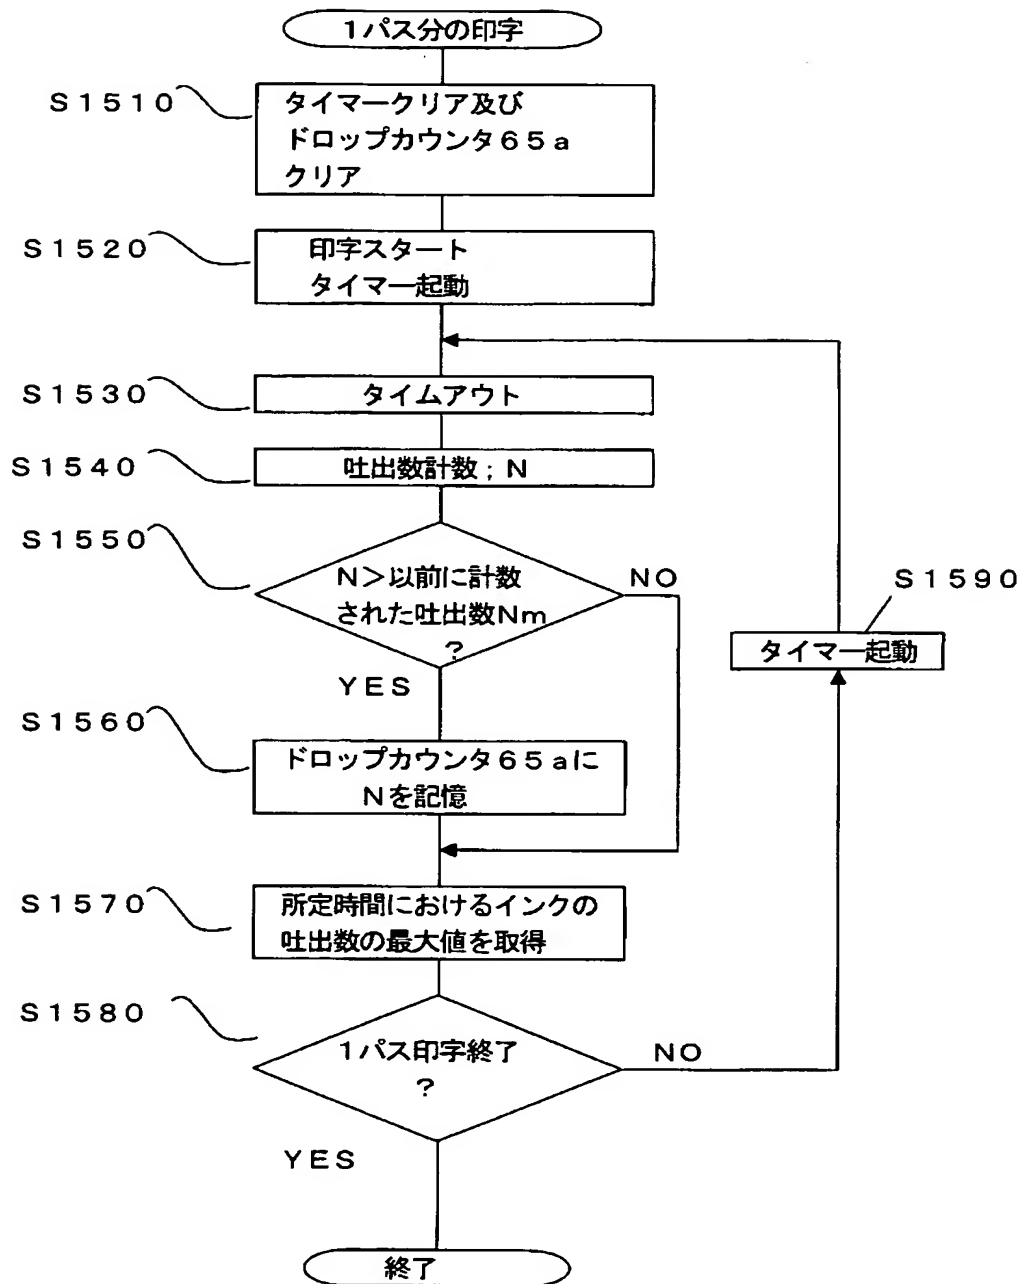 1パス分の印字
S1510
タイマークリア及び
ドロップカウンタ65a
クリア
S1520
印字スタート
タイマー起動
S1530
タイムアウト
S1540
吐出数計数；N
S1550
N＞以前に計数
された吐出数Nm
？
NO
YES
S1590
タイマー起動
S1560
ドロップカウンタ65aに
Nを記憶
S1570
所定時間におけるインクの
吐出数の最大値を取得
S1580
1パス印字終了
？
NO
YES
終了